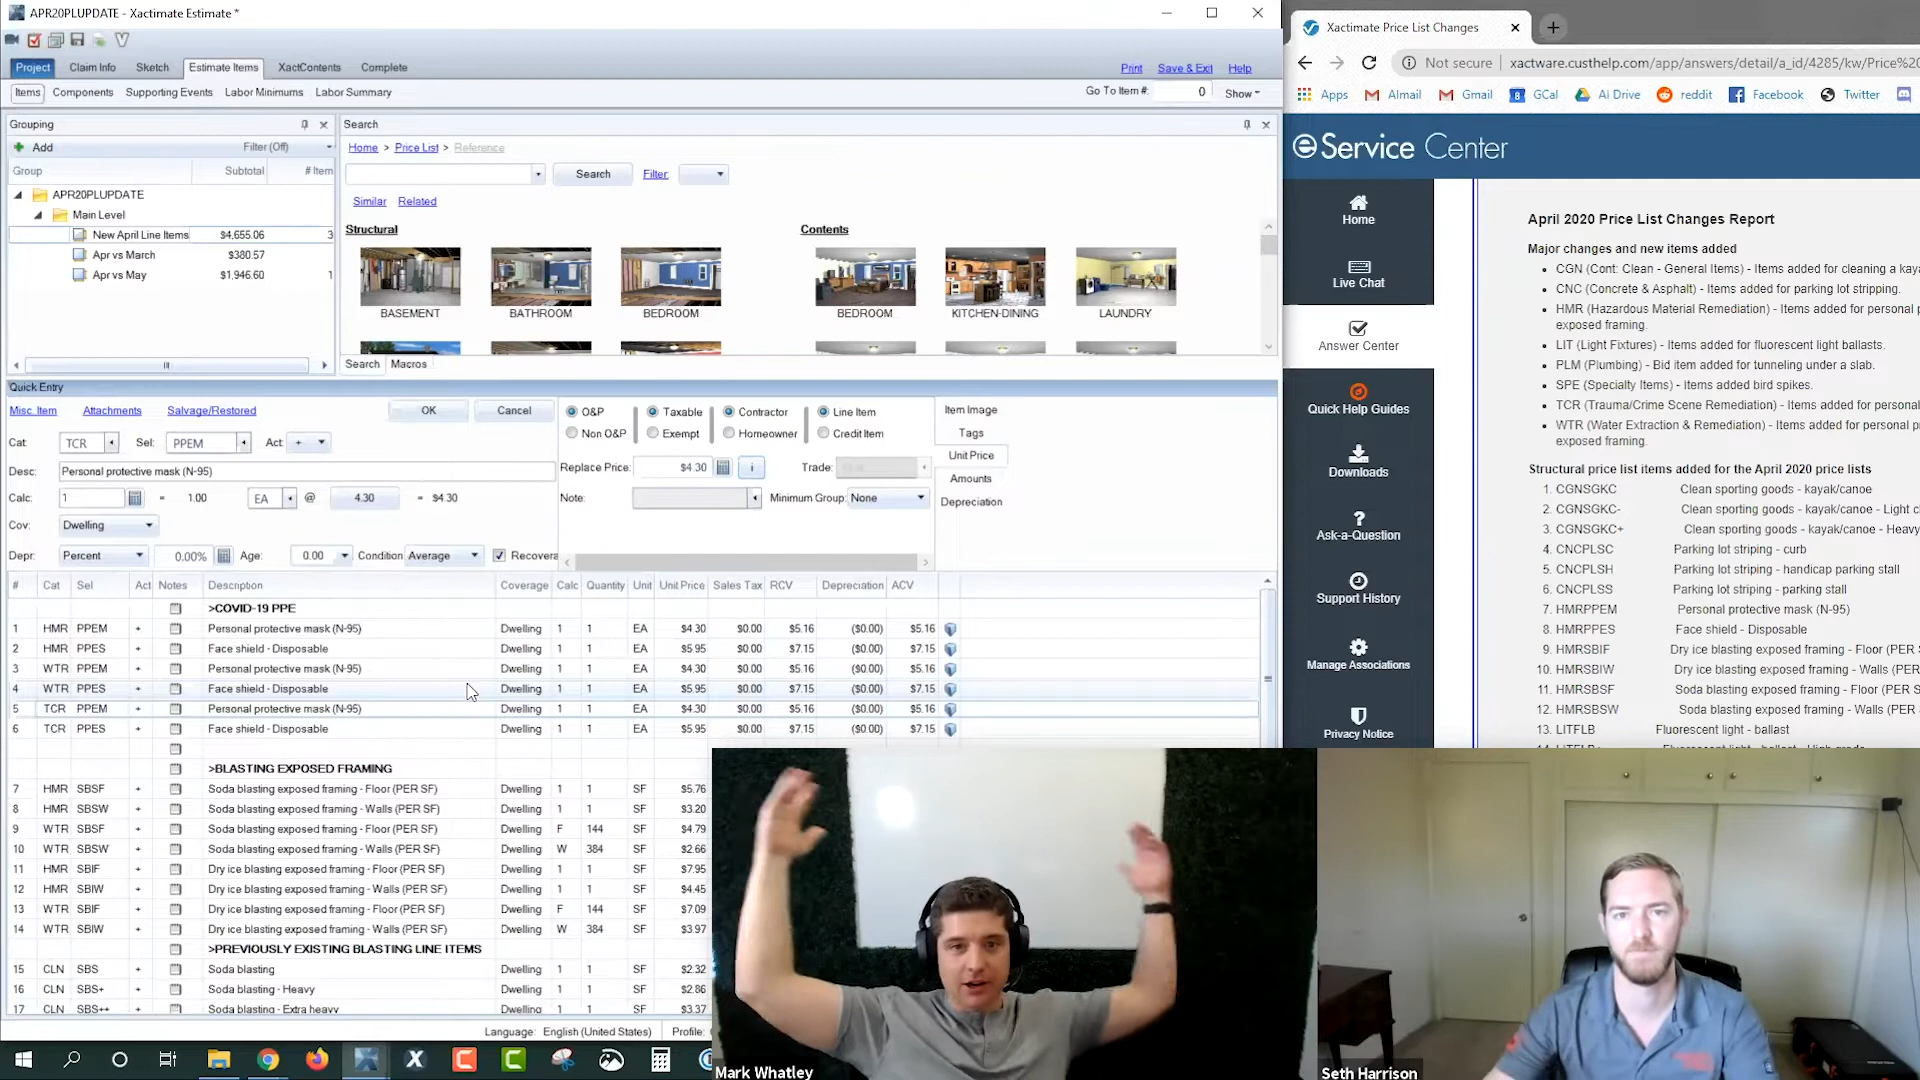 APR20PLUPDATE - Xactimate Estimate *
Project Claim Info Sketch Estimate Items XactContents Complete Print Save & Exit Help
Items Components Supporting Events Labor Minimums Labor Summary Go To Item #: 0 Show
Grouping
Add Filter (Off)
Group Subtotal # Item
APR20PLUPDATE
Main Level
New April Line Items $4,655.06 3
Apr vs March $380.57
Apr vs May $1,946.60 1
Search
Home > Price List > Reference
Search Filter:
Similar Related
Structural Contents
BASEMENT BATHROOM BEDROOM BEDROOM KITCHEN-DINING LAUNDRY
Search Macros
Quick Entry
Misc. Item Attachments Salvage/Restored OK Cancel
Cat: TCR Sel: PPEM Act: +
Desc: Personal protective mask (N-95)
Calc: 1 = 1.00 EA @ 4.30 = $4.30
Cov: Dwelling
Depr: Percent 0.00% Age: 0.00 Condition Average Recovera
O&P Taxable Contractor Line Item
Non O&P Exempt Homeowner Credit Item
Replace Price: $4.30 i Trade:
Note: Minimum Group: None
Item Image
Tags
Unit Price
Amounts
Depreciation
# Cat Sel Act Notes Description Coverage Calc Quantity Unit Unit Price Sales Tax RCV Depreciation ACV
>COVID-19 PPE
1 HMR PPEM + Personal protective mask (N-95) Dwelling 1 1 EA $4.30 $0.00 $5.16 ($0.00) $5.16
2 HMR PPES + Face shield - Disposable Dwelling 1 1 EA $5.95 $0.00 $7.15 ($0.00) $7.15
3 WTR PPEM + Personal protective mask (N-95) Dwelling 1 1 EA $4.30 $0.00 $5.16 ($0.00) $5.16
4 WTR PPES + Face shield - Disposable Dwelling 1 1 EA $5.95 $0.00 $7.15 ($0.00) $7.15
5 TCR PPEM + Personal protective mask (N-95) Dwelling 1 1 EA $4.30 $0.00 $5.16 ($0.00) $5.16
6 TCR PPES + Face shield - Disposable Dwelling 1 1 EA $5.95 $0.00 $7.15 ($0.00) $7.15
>BLASTING EXPOSED FRAMING
7 HMR SBSF + Soda blasting exposed framing - Floor (PER SF) Dwelling 1 1 SF $5.76
8 HMR SBSW + Soda blasting exposed framing - Walls (PER SF) Dwelling 1 1 SF $3.20
9 WTR SBSF + Soda blasting exposed framing - Floor (PER SF) Dwelling F 144 SF $4.79
10 WTR SBSW + Soda blasting exposed framing - Walls (PER SF) Dwelling W 384 SF $2.66
11 HMR SBIF + Dry ice blasting exposed framing - Floor (PER SF) Dwelling 1 1 SF $7.95
12 HMR SBIW + Dry ice blasting exposed framing - Walls (PER SF) Dwelling 1 1 SF $4.45
13 WTR SBIF + Dry ice blasting exposed framing - Floor (PER SF) Dwelling F 144 SF $7.09
14 WTR SBIW + Dry ice blasting exposed framing - Walls (PER SF) Dwelling W 384 SF $3.97
>PREVIOUSLY EXISTING BLASTING LINE ITEMS
15 CLN SBS + Soda blasting Dwelling 1 1 SF $2.32
16 CLN SBS+ + Soda blasting - Heavy Dwelling 1 1 SF $2.86
17 CLN SBS++ + Soda blasting - Extra heavy Dwelling 1 1 SF $3.37
Language: English (United States) Profile:
Xactimate Price List Changes
Not secure xactware.custhelp.com/app/answers/detail/a_id/4285/kw/Price%20
Apps AImail Gmail GCal Ai Drive reddit Facebook Twitter
eService Center
Home
Live Chat
Answer Center
Quick Help Guides
Downloads
Ask-a-Question
Support History
Manage Associations
Privacy Notice
April 2020 Price List Changes Report
Major changes and new items added
• CGN (Cont: Clean - General Items) - Items added for cleaning a kaya
• CNC (Concrete & Asphalt) - Items added for parking lot stripping.
• HMR (Hazardous Material Remediation) - Items added for personal p
exposed framing.
• LIT (Light Fixtures) - Items added for fluorescent light ballasts.
• PLM (Plumbing) - Bid item added for tunneling under a slab.
• SPE (Specialty Items) - Items added bird spikes.
• TCR (Trauma/Crime Scene Remediation) - Items added for personal
• WTR (Water Extraction & Remediation) - Items added for personal p
exposed framing.
Structural price list items added for the April 2020 price lists
1. CGNSGKC Clean sporting goods - kayak/canoe
2. CGNSGKC- Clean sporting goods - kayak/canoe - Light c
3. CGNSGKC+ Clean sporting goods - kayak/canoe - Heavy
4. CNCPLSC Parking lot striping - curb
5. CNCPLSH Parking lot striping - handicap parking stall
6. CNCPLSS Parking lot striping - parking stall
7. HMRPPEM Personal protective mask (N-95)
8. HMRPPES Face shield - Disposable
9. HMRSBIF Dry ice blasting exposed framing - Floor (PE
10. HMRSBIW Dry ice blasting exposed framing - Walls (PE
11. HMRSBSF Soda blasting exposed framing - Floor (PER
12. HMRSBSW Soda blasting exposed framing - Walls (PER
13. LITFLB Fluorescent light - ballast
Mark Whatley
Seth Harrison